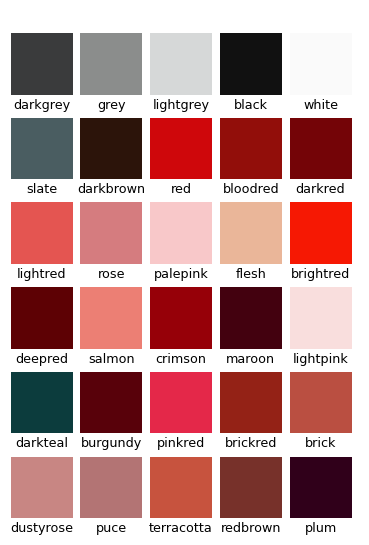 darkgrey grey lightgrey black white
slate darkbrown red bloodred darkred
lightred rose palepink flesh brightred
deepred salmon crimson maroon lightpink
darkteal burgundy pinkred brickred brick
dustyrose puce terracotta redbrown plum